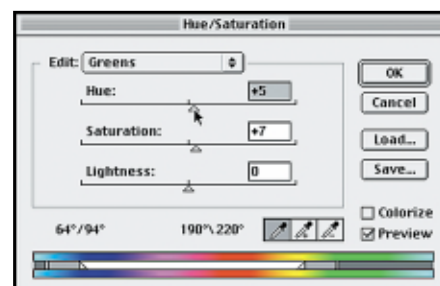 Hue/Saturation
Edit: Greens
OK
Hue: +5
Cancel
Saturation: +7
Load...
Lightness: 0
Save...
Colorize
64°/94° 190°\220° Preview